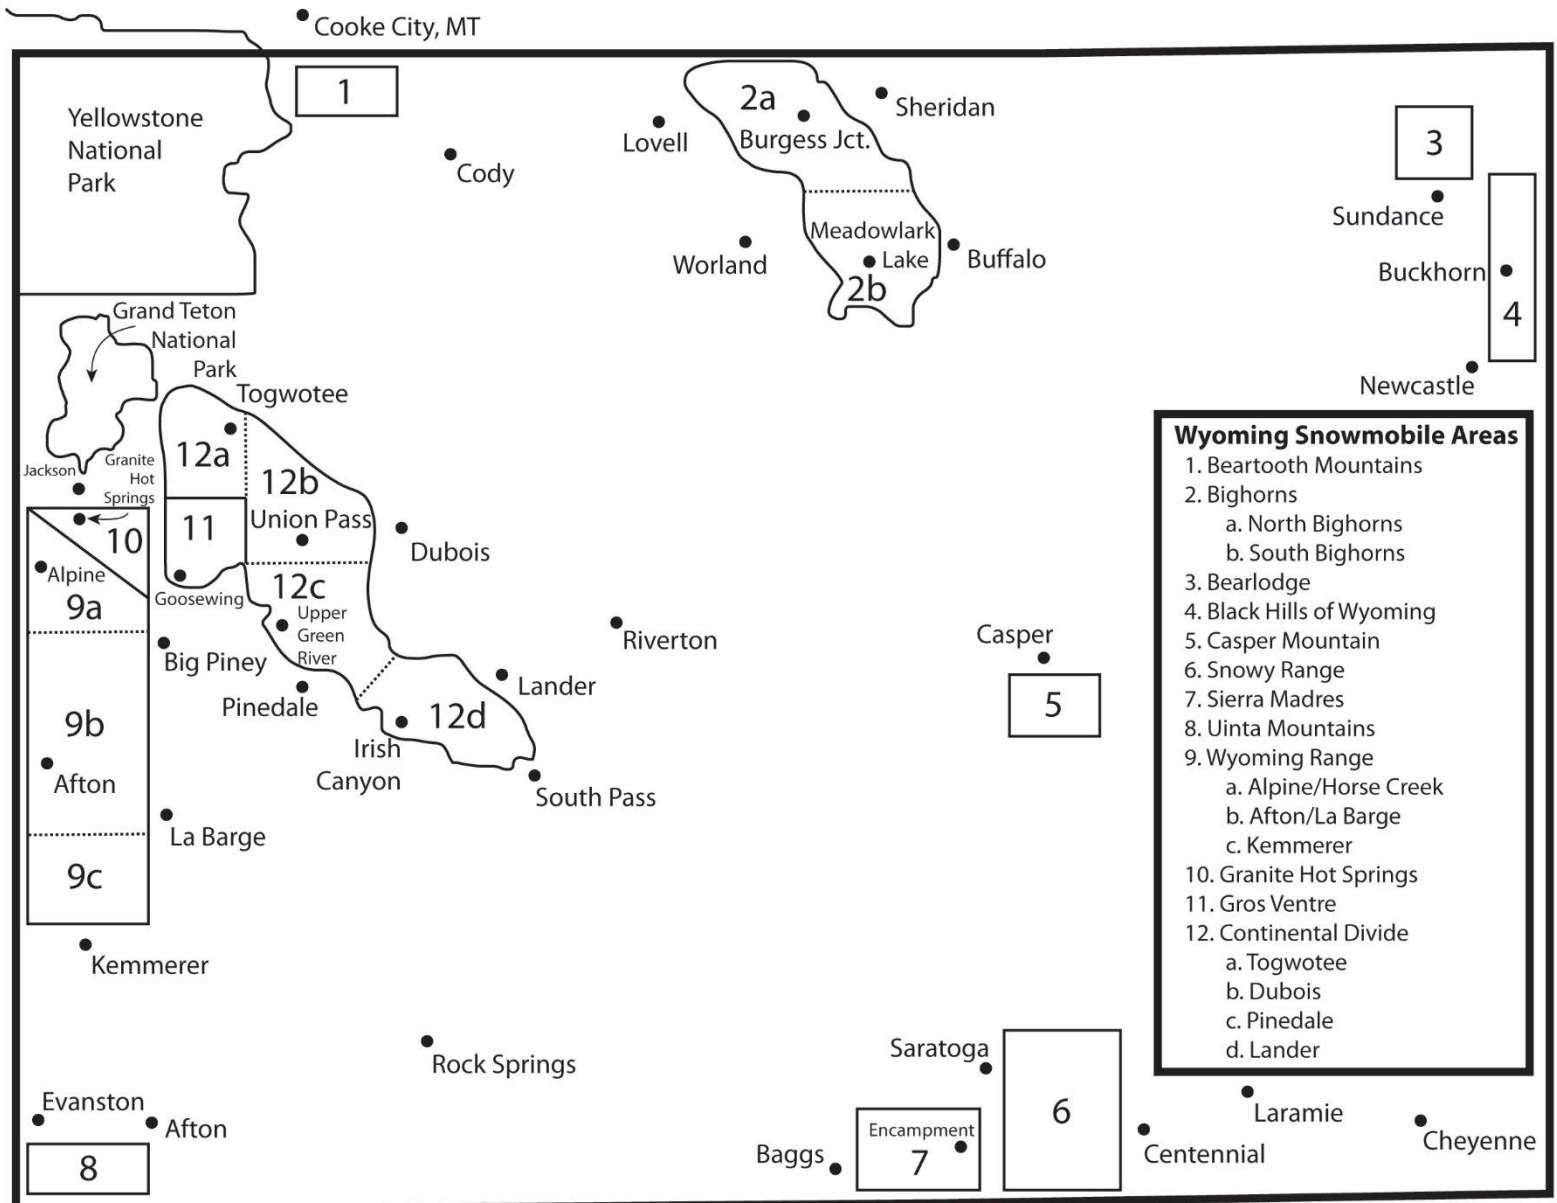 Cooke City, MT
1
Yellowstone
National
Park
Cody
Lovell
2a
Burgess Jct.
Sheridan
3
Sundance
Meadowlark
Lake
2b
Worland
Buffalo
Buckhorn
4
Newcastle
Grand Teton
National
Park
Togwotee
12a
Jackson
Granite
Hot
Springs
12b
Union Pass
11
10
Dubois
Alpine
9a
Goosewing
12c
Upper
Green
River
Big Piney
Riverton
Casper
5
Pinedale
Lander
12d
9b
Irish
Canyon
Afton
South Pass
La Barge
9c
Kemmerer
Rock Springs
Evanston
Afton
8
Saratoga
6
Encampment
7
Baggs
Centennial
Laramie
Cheyenne
Wyoming Snowmobile Areas
1. Beartooth Mountains
2. Bighorns
a. North Bighorns
b. South Bighorns
3. Bearlodge
4. Black Hills of Wyoming
5. Casper Mountain
6. Snowy Range
7. Sierra Madres
8. Uinta Mountains
9. Wyoming Range
a. Alpine/Horse Creek
b. Afton/La Barge
c. Kemmerer
10. Granite Hot Springs
11. Gros Ventre
12. Continental Divide
a. Togwotee
b. Dubois
c. Pinedale
d. Lander